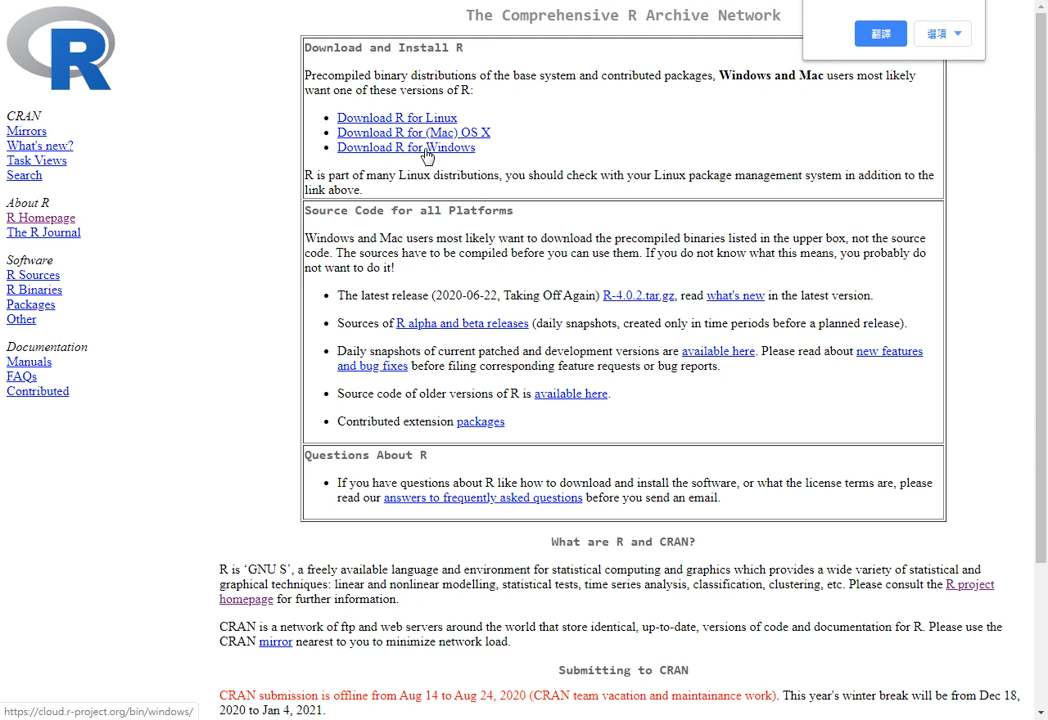 The Comprehensive R Archive Network
翻譯
選項
R
CRAN
Mirrors
What's new?
Task Views
Search
About R
R Homepage
The R Journal
Software
R Sources
R Binaries
Packages
Other
Documentation
Manuals
FAQs
Contributed
Download and Install R
Precompiled binary distributions of the base system and contributed packages, Windows and Mac users most likely
want one of these versions of R:
Download R for Linux
Download R for (Mac) OS X
Download R for Windows
R is part of many Linux distributions, you should check with your Linux package management system in addition to the
link above.
Source Code for all Platforms
Windows and Mac users most likely want to download the precompiled binaries listed in the upper box, not the source
code. The sources have to be compiled before you can use them. If you do not know what this means, you probably do
not want to do it!
The latest release (2020-06-22, Taking Off Again) R-4.0.2.tar.gz, read what's new in the latest version.
Sources of R alpha and beta releases (daily snapshots, created only in time periods before a planned release).
Daily snapshots of current patched and development versions are available here. Please read about new features
and bug fixes before filing corresponding feature requests or bug reports.
Source code of older versions of R is available here.
Contributed extension packages
Questions About R
If you have questions about R like how to download and install the software, or what the license terms are, please
read our answers to frequently asked questions before you send an email.
What are R and CRAN?
R is ‘GNU S’, a freely available language and environment for statistical computing and graphics which provides a wide variety of statistical and
graphical techniques: linear and nonlinear modelling, statistical tests, time series analysis, classification, clustering, etc. Please consult the R project
homepage for further information.
CRAN is a network of ftp and web servers around the world that store identical, up-to-date, versions of code and documentation for R. Please use the
CRAN mirror nearest to you to minimize network load.
Submitting to CRAN
CRAN submission is offline from Aug 14 to Aug 24, 2020 (CRAN team vacation and maintainance work). This year's winter break will be from Dec 18,
2020 to Jan 4, 2021.
https://cloud.r-project.org/bin/windows/